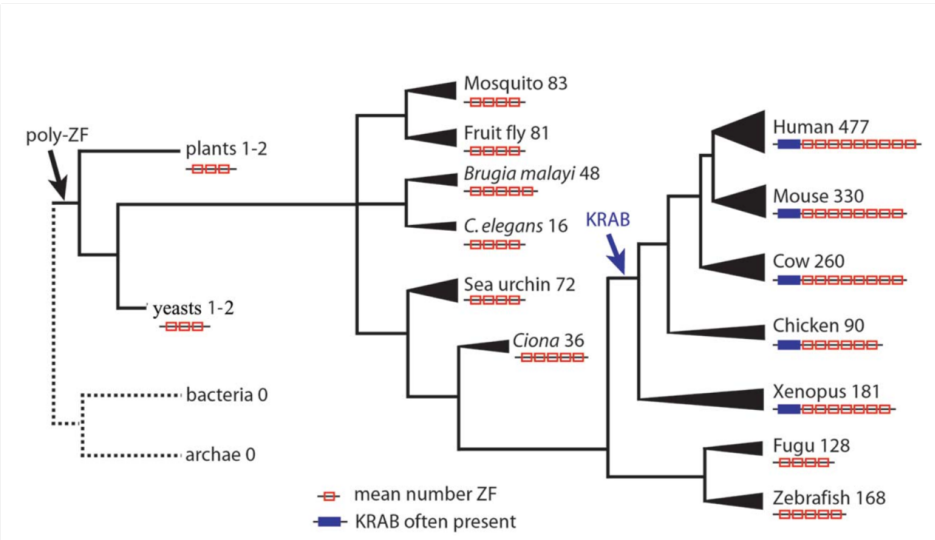 poly-ZF
plants 1-2
yeasts 1-2
bacteria 0
archae 0
Mosquito 83
Fruit fly 81
Brugia malayi 48
C. elegans 16
Sea urchin 72
Ciona 36
KRAB
Human 477
Mouse 330
Cow 260
Chicken 90
Xenopus 181
Fugu 128
Zebrafish 168
mean number ZF
KRAB often present